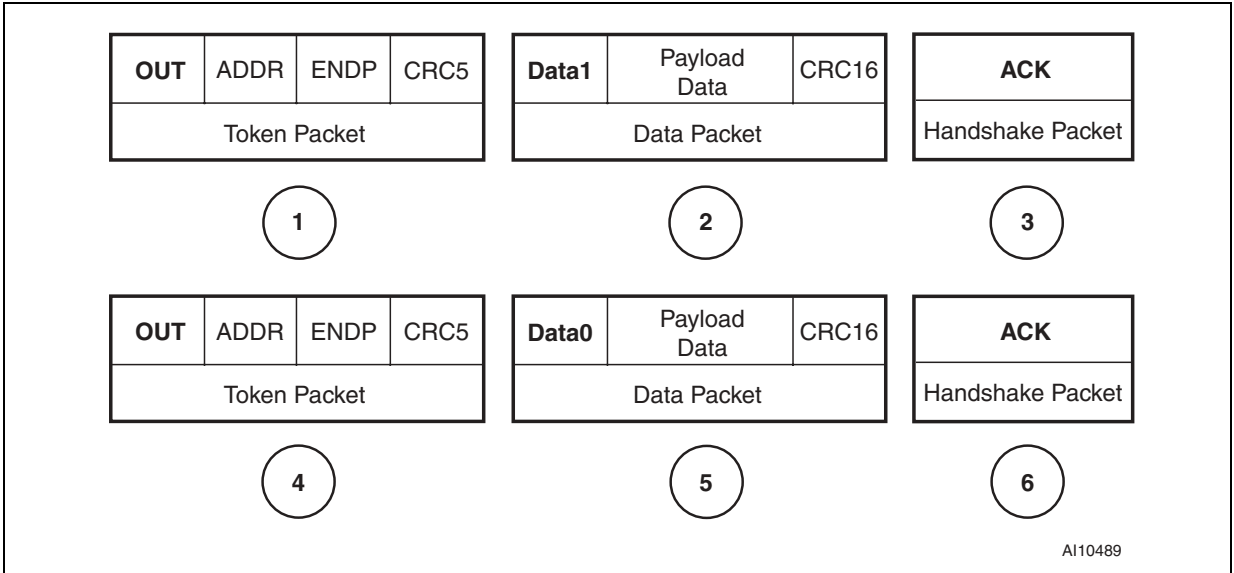 OUT ADDR ENDP CRC5 Data1 Payload Data CRC16 ACK
Token Packet Data Packet Handshake Packet
1 2 3
OUT ADDR ENDP CRC5 Data0 Payload Data CRC16 ACK
Token Packet Data Packet Handshake Packet
4 5 6
AI10489